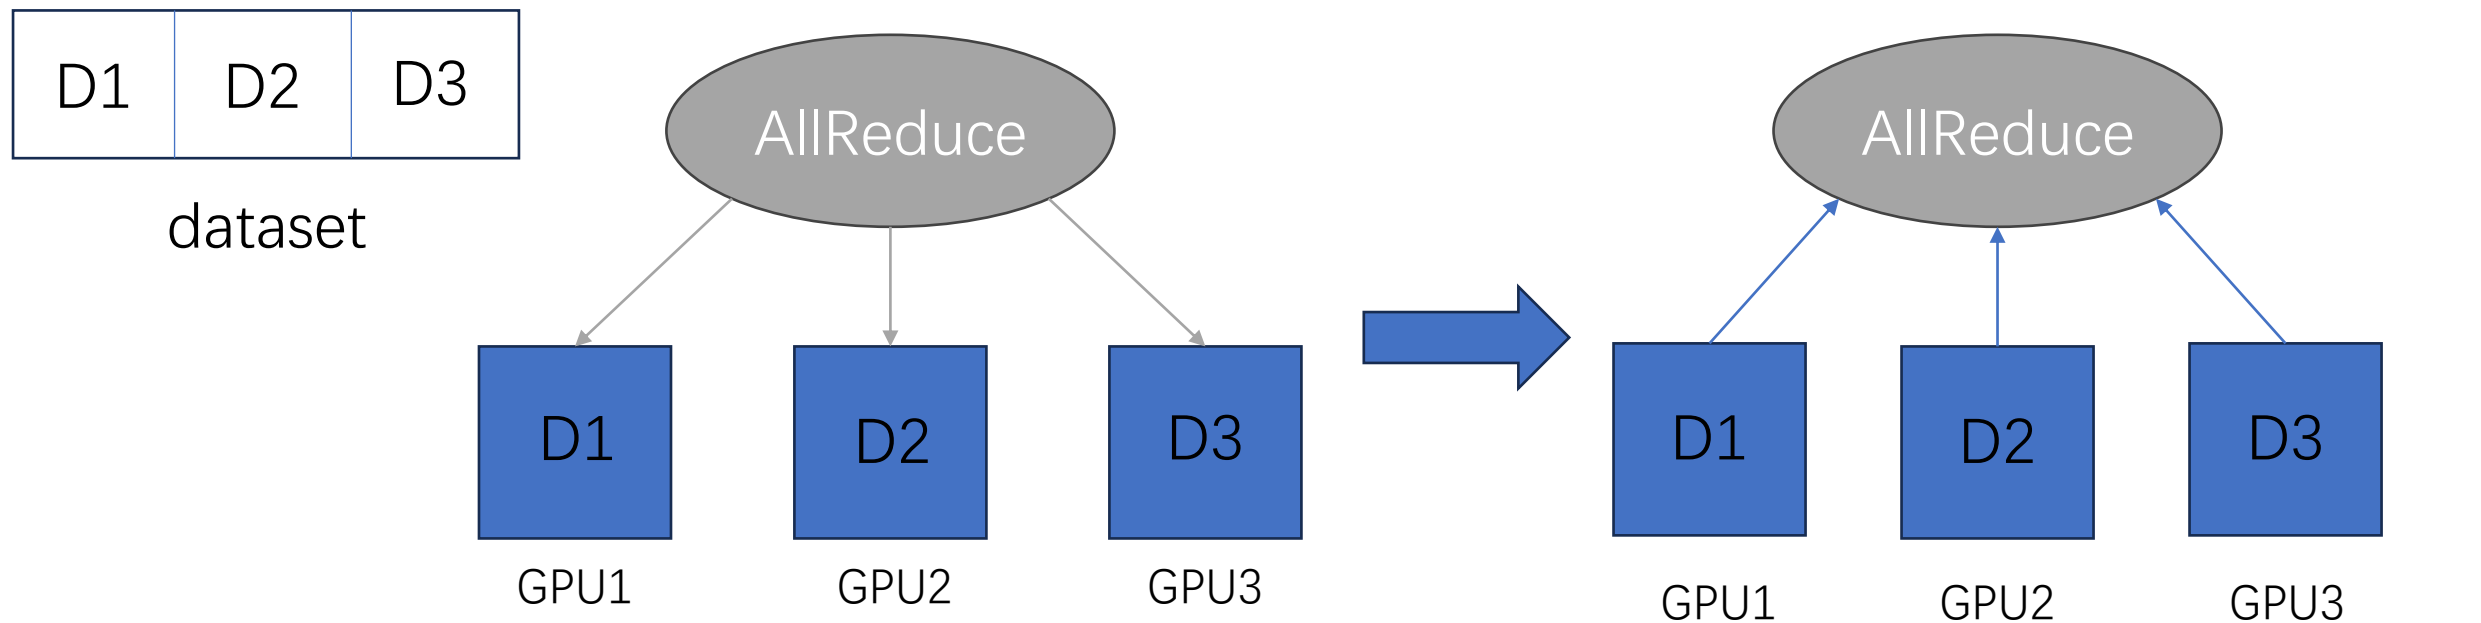 D1 D2 D3
dataset
AllReduce
D1 D2 D3
GPU1 GPU2 GPU3
AllReduce
D1 D2 D3
GPU1 GPU2 GPU3